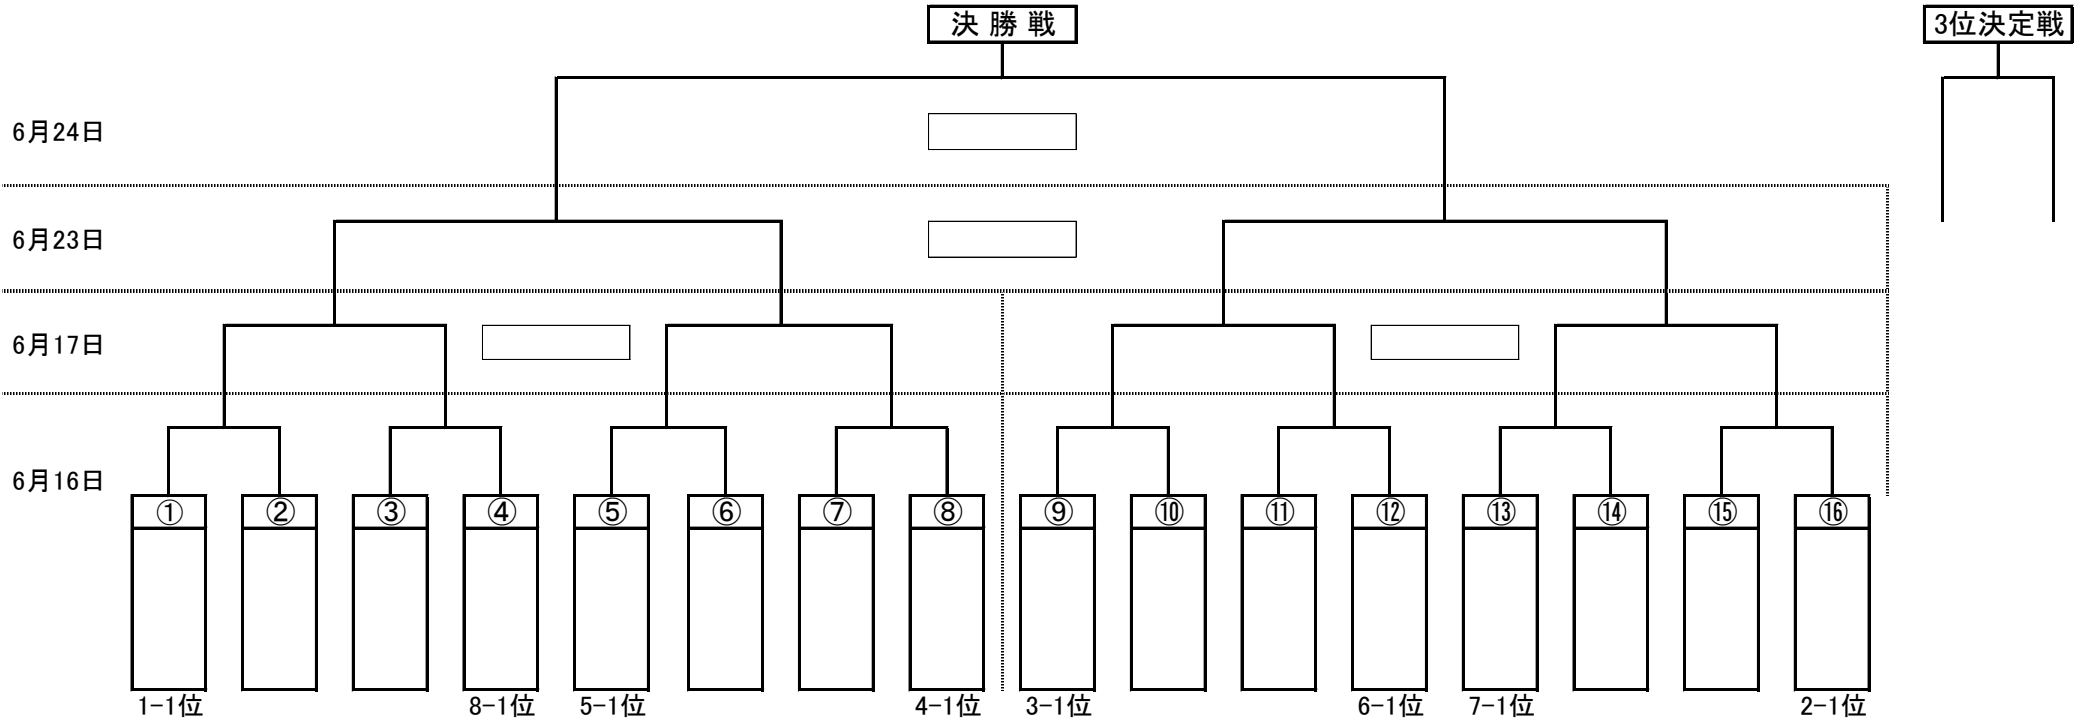 決 勝 戦
3位決定戦
6月24日
6月23日
6月17日
6月16日
① ② ③ ④ ⑤ ⑥ ⑦ ⑧ ⑨ ⑩ ⑪ ⑫ ⑬ ⑭ ⑮ ⑯
1-1位 8-1位 5-1位 4-1位 3-1位 6-1位 7-1位 2-1位